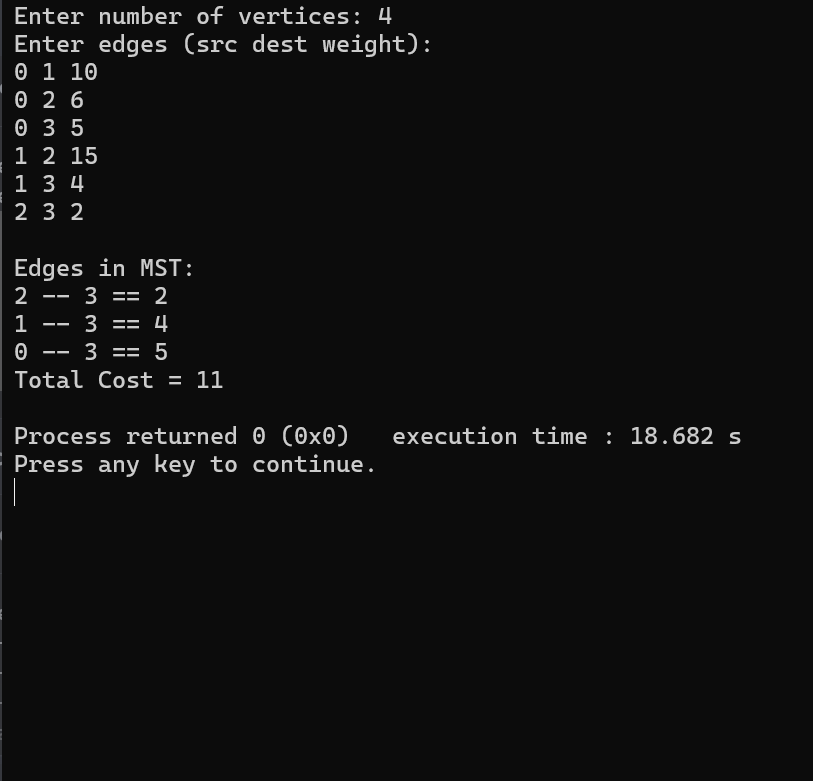 Enter number of vertices: 4
Enter edges (src dest weight):
0 1 10
0 2 6
0 3 5
1 2 15
1 3 4
2 3 2
Edges in MST:
2 -- 3 == 2
1 -- 3 == 4
0 -- 3 == 5
Total Cost = 11
Process returned 0 (0x0)   execution time : 18.682 s
Press any key to continue.